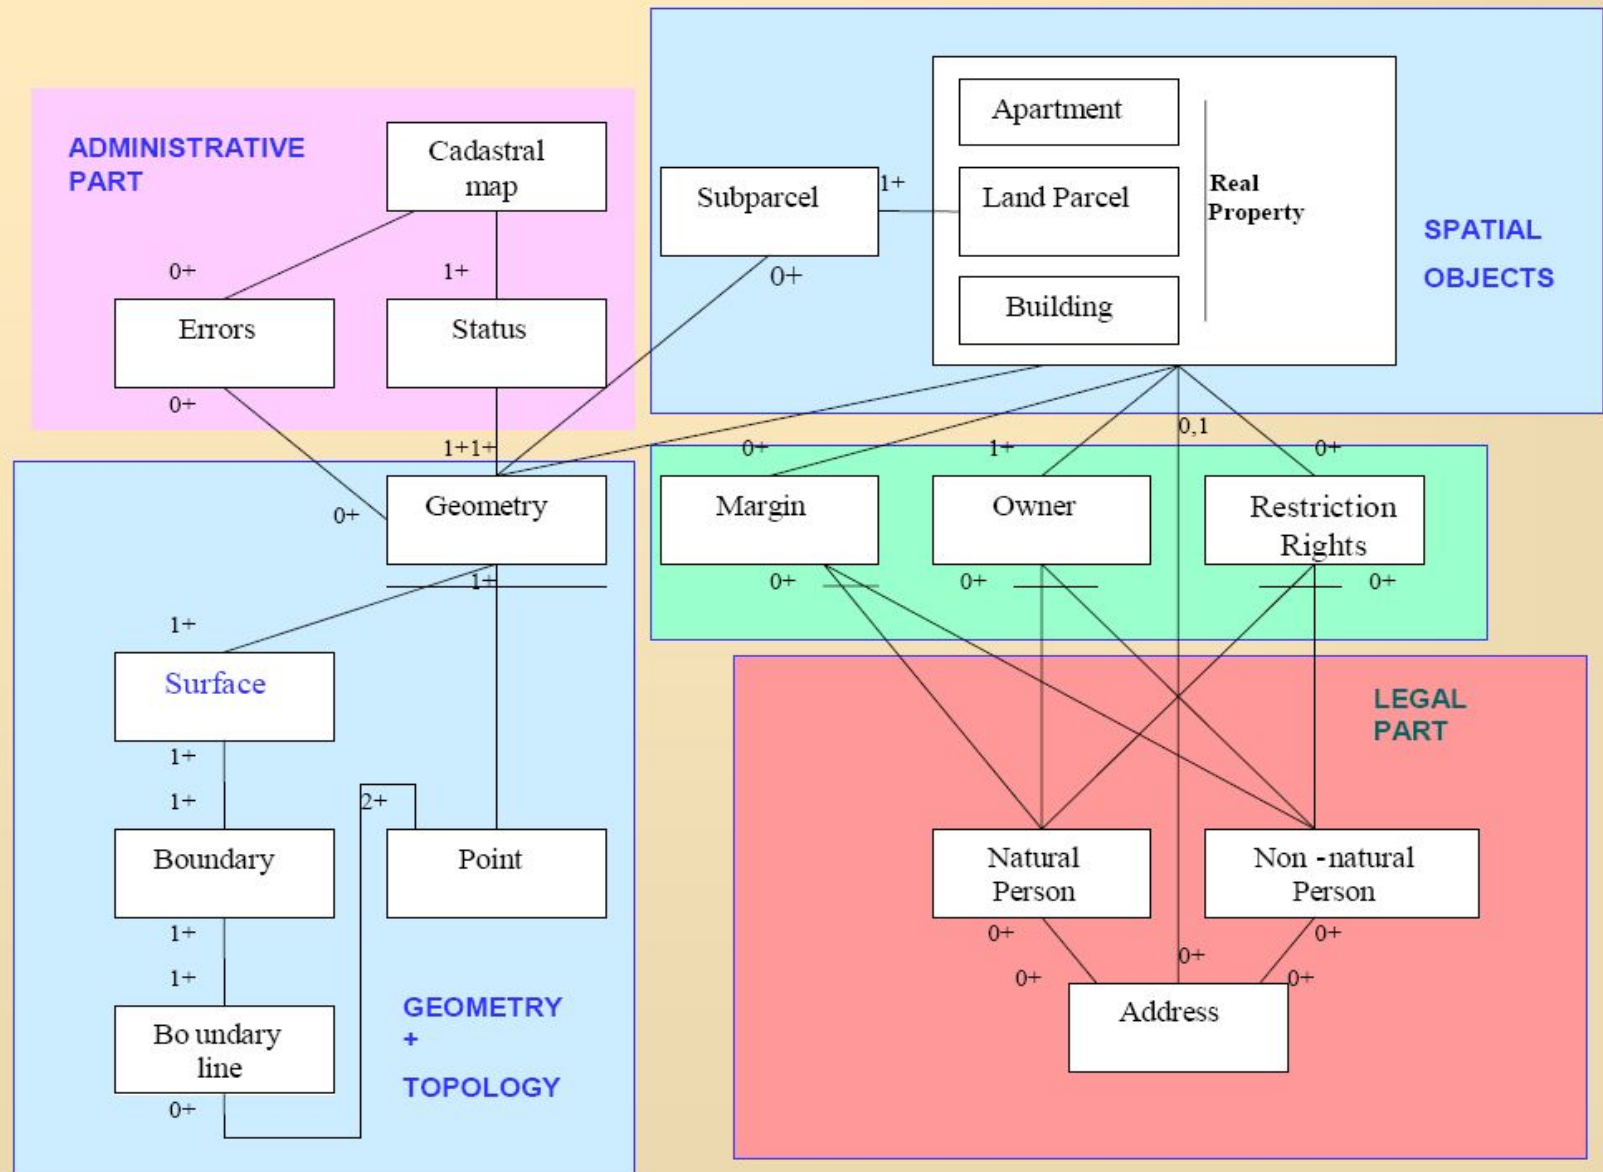 ADMINISTRATIVE
PART
Cadastral
map
0+
1+
Errors
Status
0+
1+1+
Subparcel
1+
0+
Apartment
Land Parcel
Building
Real
Property
SPATIAL
OBJECTS
0+
1+
0,1
0+
Margin
Owner
Restriction
Rights
0+
0+
0+
0+
Geometry
1+
1+
Surface
1+
1+
2+
Boundary
Point
1+
1+
Bo undary
line
0+
GEOMETRY
+
TOPOLOGY
LEGAL
PART
Natural
Person
Non -natural
Person
0+
0+
0+
0+
0+
Address